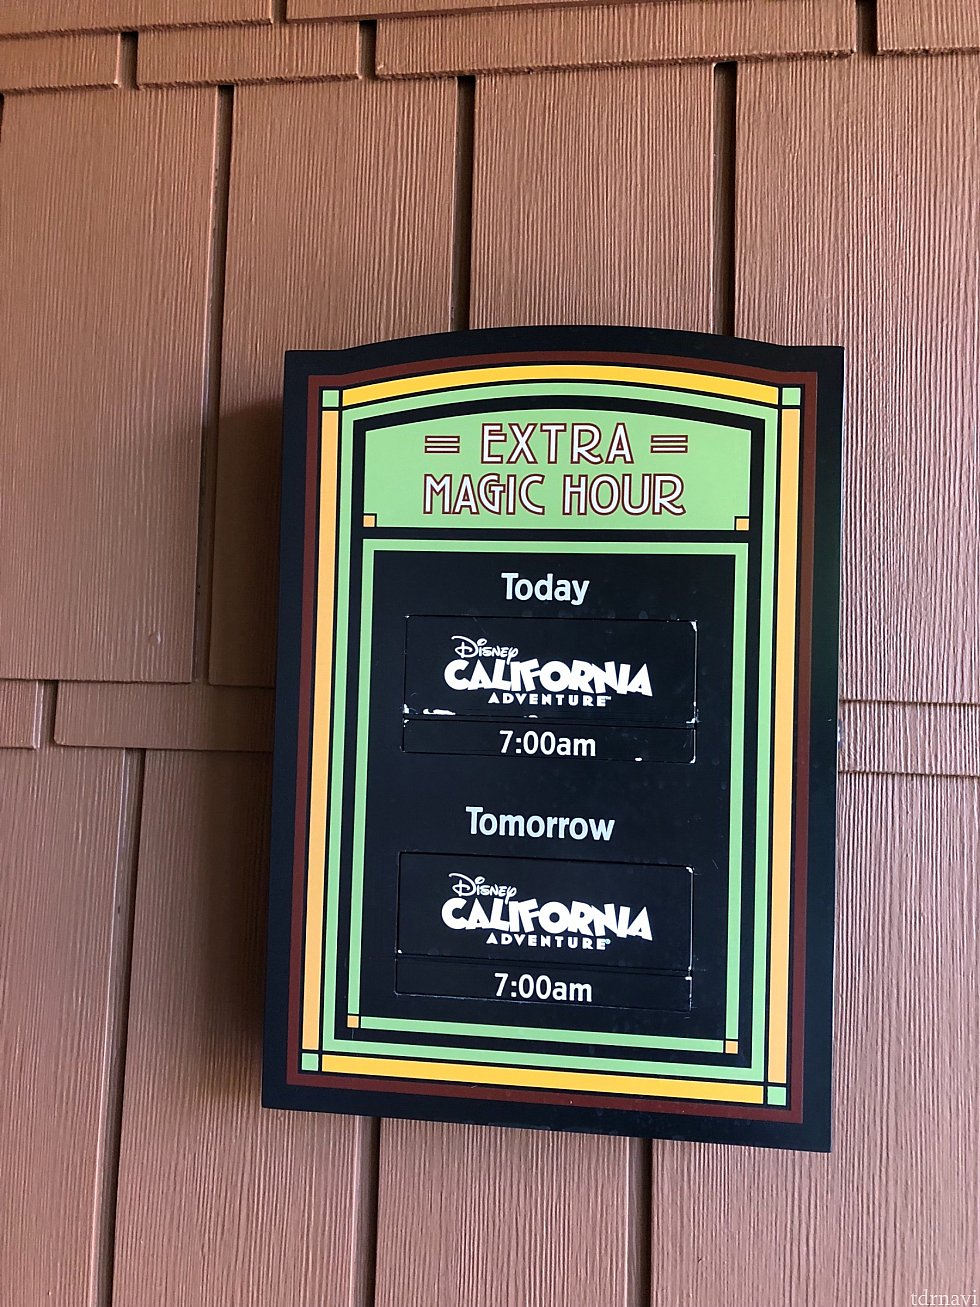 EXTRA
MAGIC HOUR
Today
Disney
CALIFORNIA
ADVENTURE
7:00am
Tomorrow
Disney
CALIFORNIA
ADVENTURE
7:00am
tdrnavi